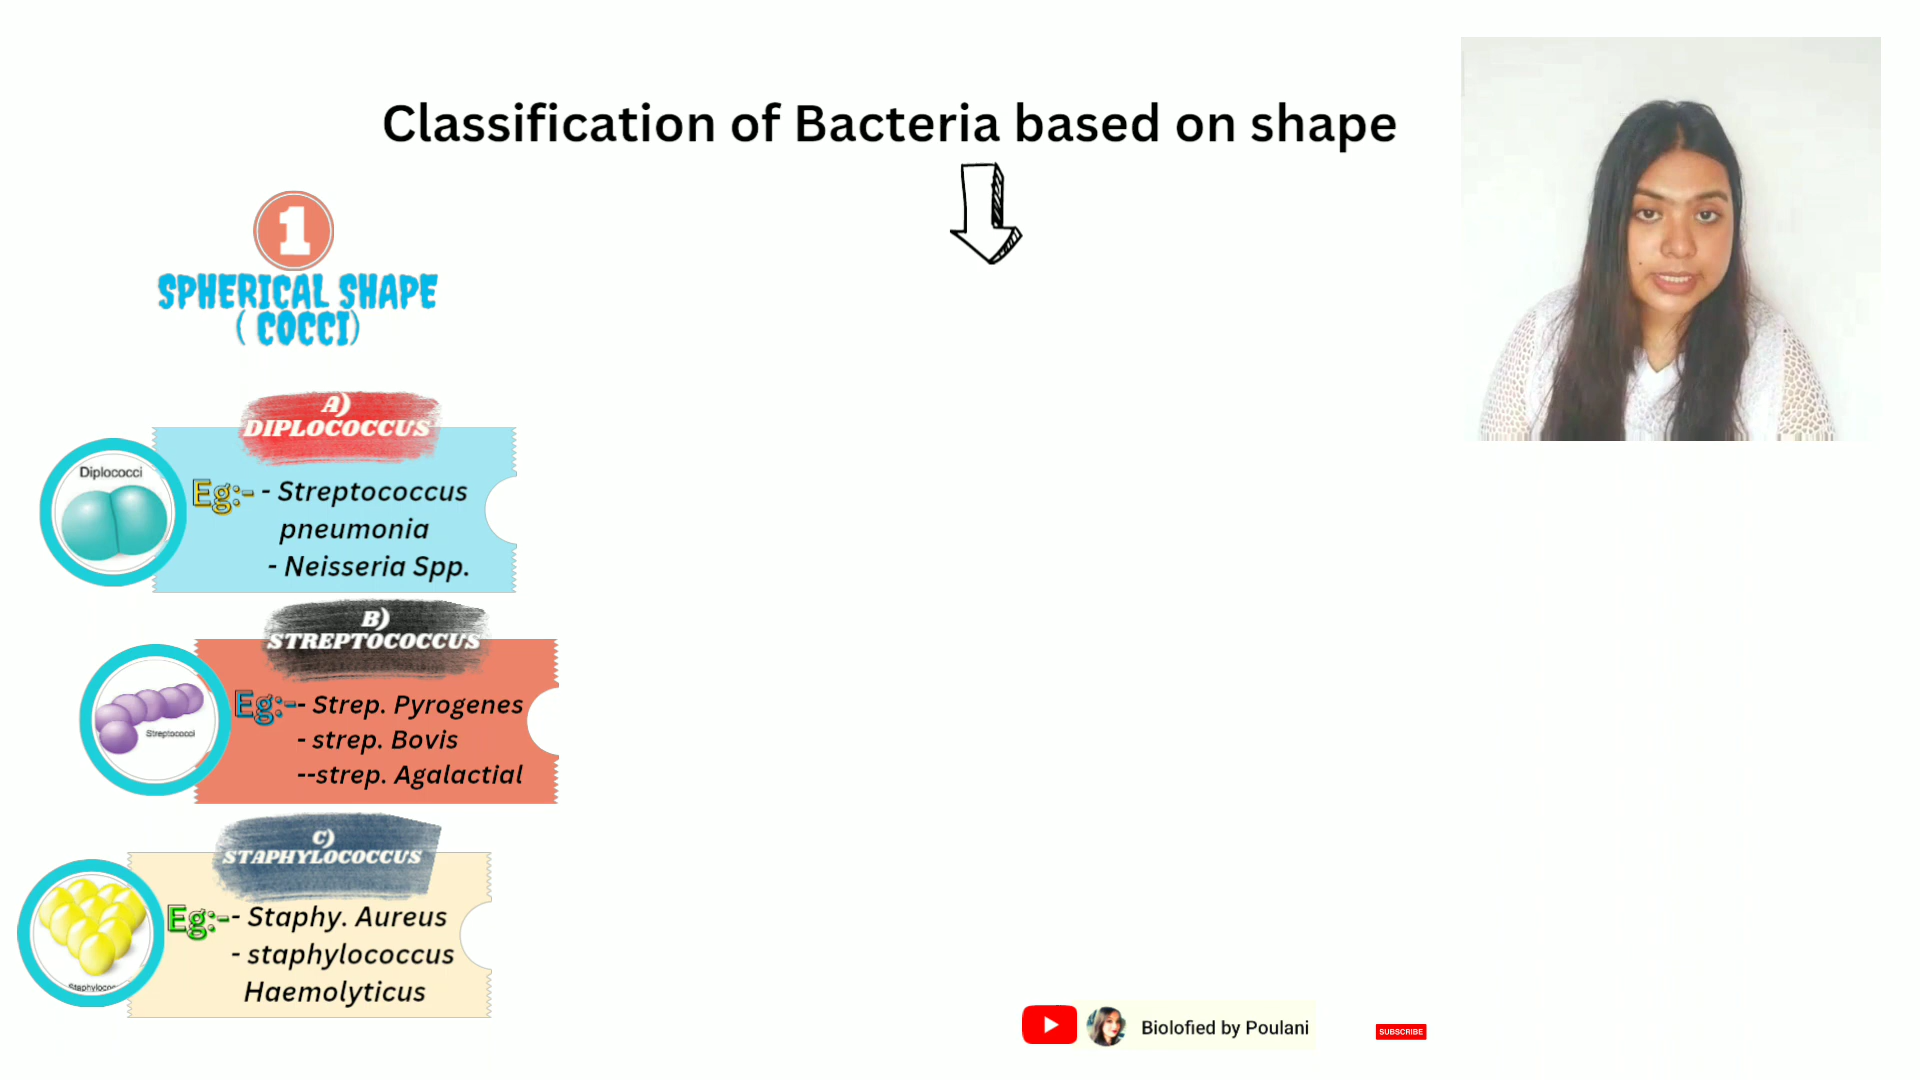 Classification of Bacteria based on shape
1
SPHERICAL SHAPE
( COCCI)
A)
DIPLOCOCCUS
Diplococci
Eg:- - Streptococcus
pneumonia
- Neisseria Spp.
B)
STREPTOCOCCUS
Streptococci
Eg:-- Strep. Pyrogenes
- strep. Bovis
--strep. Agalactial
C)
STAPHYLOCOCCUS
Eg:-- Staphy. Aureus
- staphylococcus
Haemolyticus
Biolofied by Poulani
SUBSCRIBE